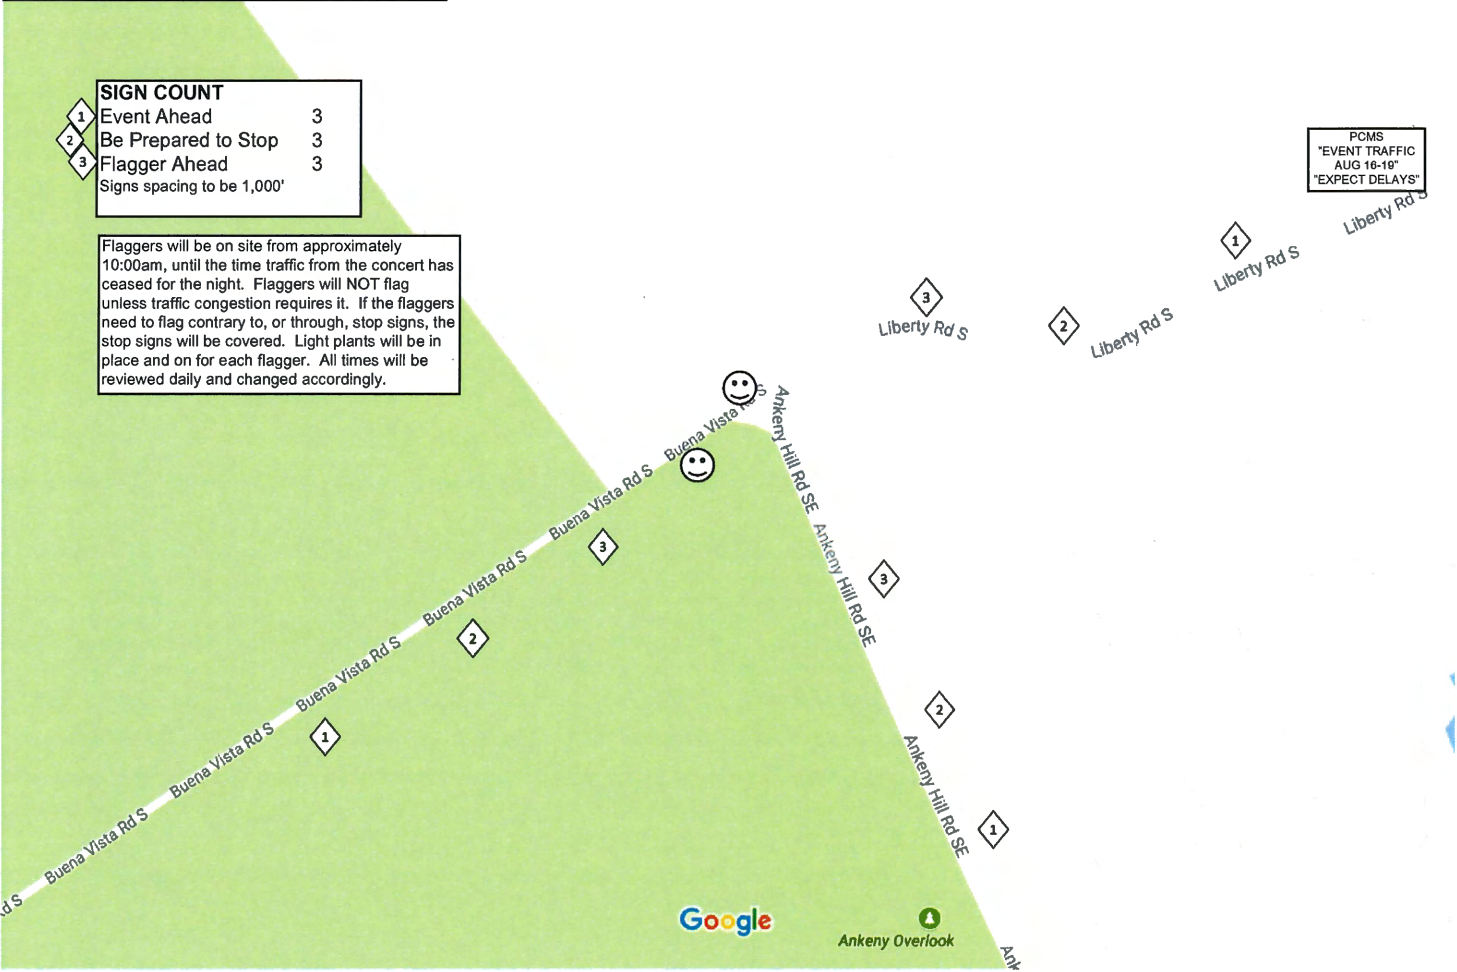 SIGN COUNT
1 Event Ahead 3
2 Be Prepared to Stop 3
3 Flagger Ahead 3
Signs spacing to be 1,000'
Flaggers will be on site from approximately
10:00am, until the time traffic from the concert has
ceased for the night. Flaggers will NOT flag
unless traffic congestion requires it. If the flaggers
need to flag contrary to, or through, stop signs, the
stop signs will be covered. Light plants will be in
place and on for each flagger. All times will be
reviewed daily and changed accordingly.
PCMS
"EVENT TRAFFIC
AUG 16-19"
"EXPECT DELAYS"
Liberty Rd S
1
Liberty Rd S
3
Liberty Rd S
2
Liberty Rd S
Buena Vista Rd S
Ankeny Hill Rd SE
Buena Vista Rd S
3
Ankeny Hill Rd SE
3
Buena Vista Rd S
2
Buena Vista Rd S
2
1
Buena Vista Rd S
Ankeny Hill Rd SE
1
Buena Vista Rd S
Rd S
Google
Ankeny Overlook
Ank